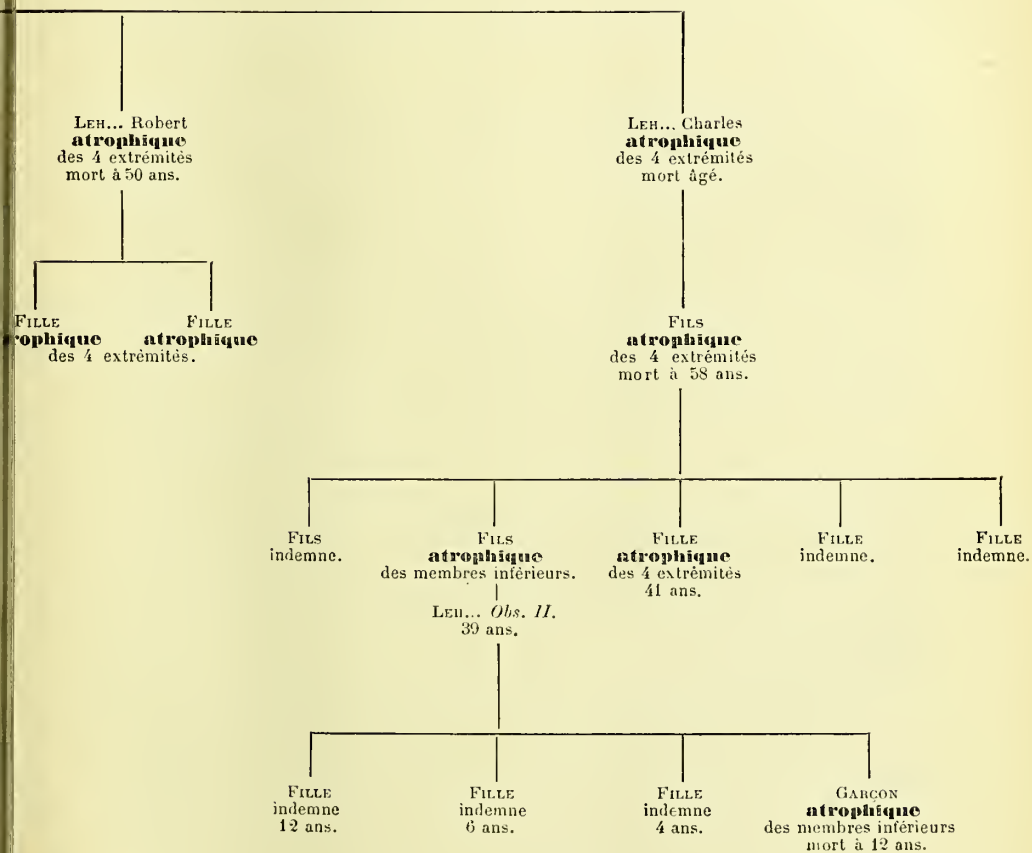 LEH... Robert
atrophique
des 4 extrémités
mort à 50 ans.
LEH... Charles
atrophique
des 4 extrémités
mort âgé.
FILLE FILLE
rophique atrophique
des 4 extrémités.
FILS
atrophique
des 4 extrémités
mort à 58 ans.
FILS
indemne.
FILS
atrophique
des membres inférieurs.
LEH... Obs. II.
39 ans.
FILLE
atrophique
des 4 extrémités
41 ans.
FILLE
indemne.
FILLE
indemne.
FILLE
indemne
12 ans.
FILLE
indemne
6 ans.
FILLE
indemne
4 ans.
GARÇON
atrophique
des membres inférieurs
mort à 12 ans.